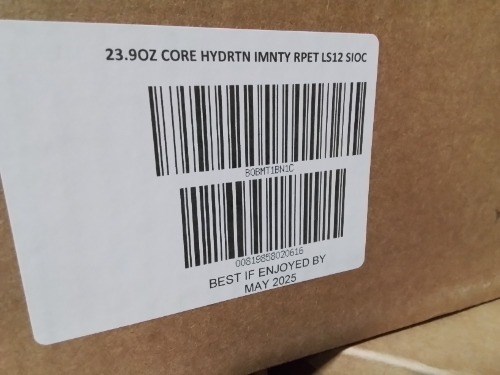 23.9OZ CORE HYDRTN IMNTY RPET LS12 SIOC
B0BMT1BN1C
00819858020616
BEST IF ENJOYED BY
MAY 2025